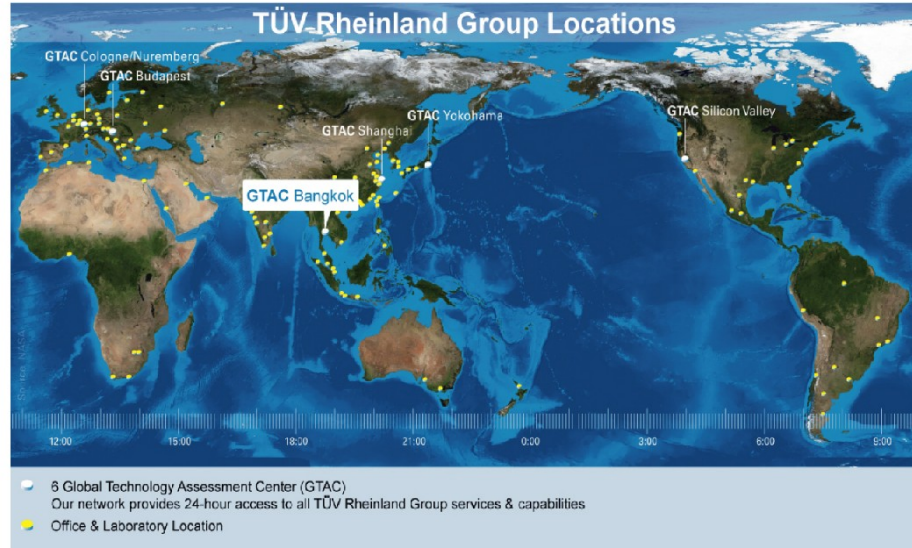 TÜV Rheinland Group Locations
GTAC Cologne/Nuremberg
GTAC Budapest
GTAC Shanghai
GTAC Yokohama
GTAC Silicon Valley
GTAC Bangkok
Source: NASA
12:00 15:00 18:00 21:00 0:00 3:00 6:00 9:00
6 Global Technology Assessment Center (GTAC)
Our network provides 24-hour access to all TÜV Rheinland Group services & capabilities
Office & Laboratory Location